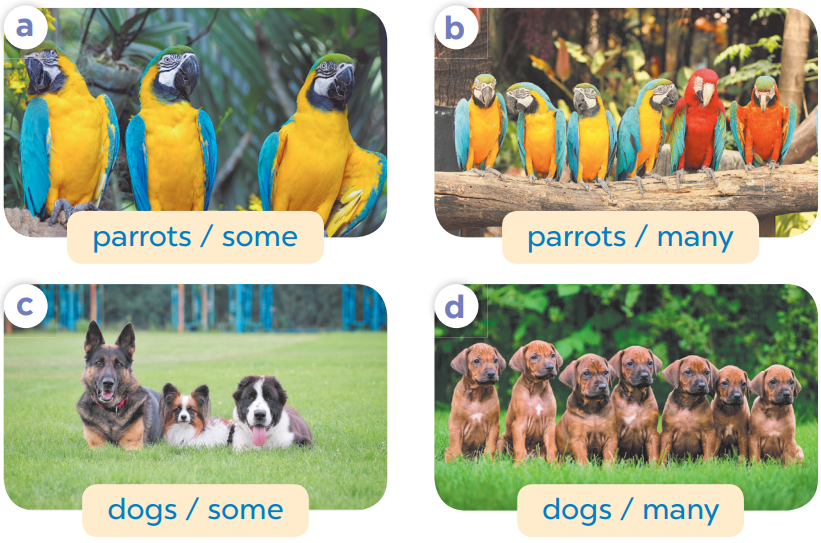 a
parrots / some
b
parrots / many
c
dogs / some
d
dogs / many